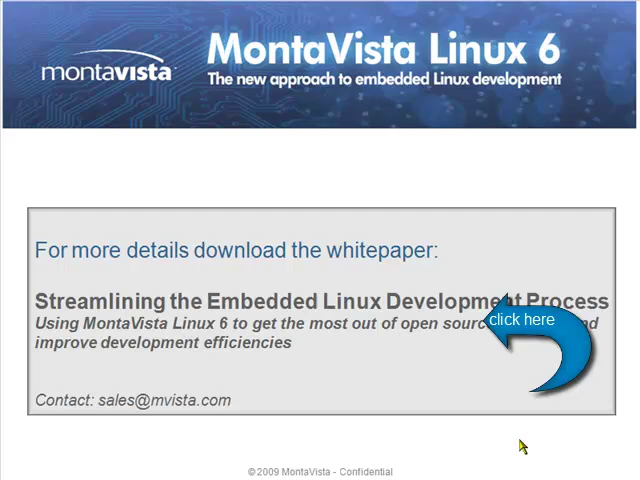 montavista
MontaVista Linux 6
The new approach to embedded Linux development
For more details download the whitepaper:
Streamlining the Embedded Linux Development Process
Using MontaVista Linux 6 to get the most out of open sourc nd
click here
improve development efficiencies
Contact: sales@mvista.com
©2009 MontaVista - Confidential